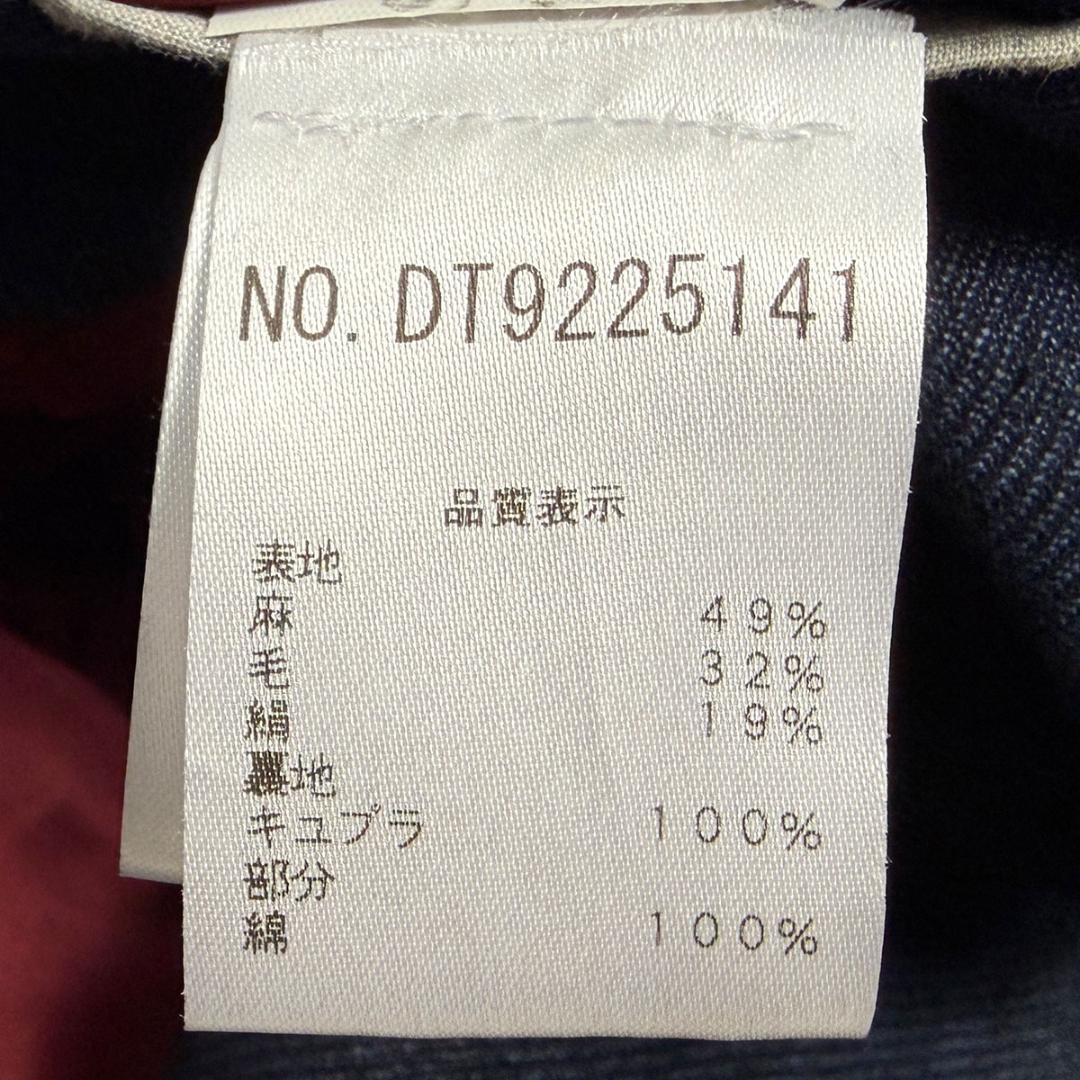 NO. DT9225141
品質表示
表地
麻 49%
毛 32%
絹 19%
裏地
キュプラ 100%
部分
綿 100%